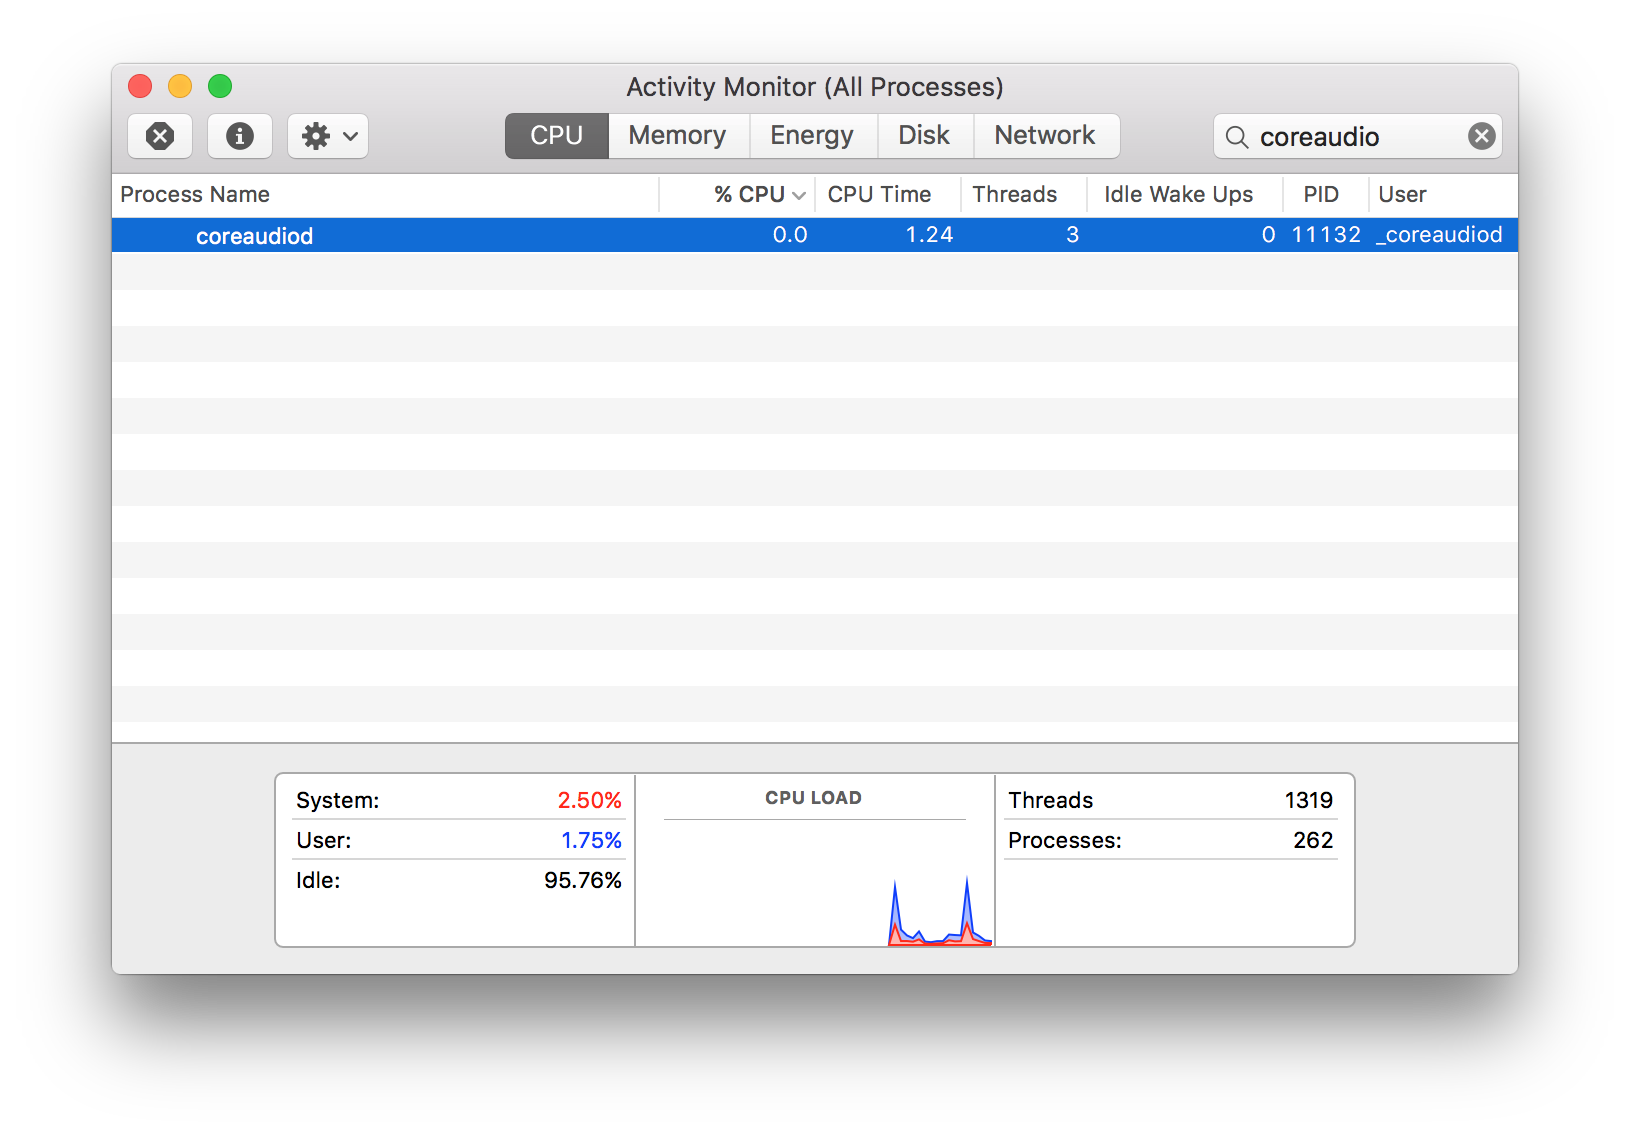 Activity Monitor (All Processes)
CPU Memory Energy Disk Network coreaudio
Process Name % CPU CPU Time Threads Idle Wake Ups PID User
coreaudiod 0.0 1.24 3 0 11132 _coreaudiod
System: 2.50% CPU LOAD Threads 1319
User: 1.75% Processes: 262
Idle: 95.76%